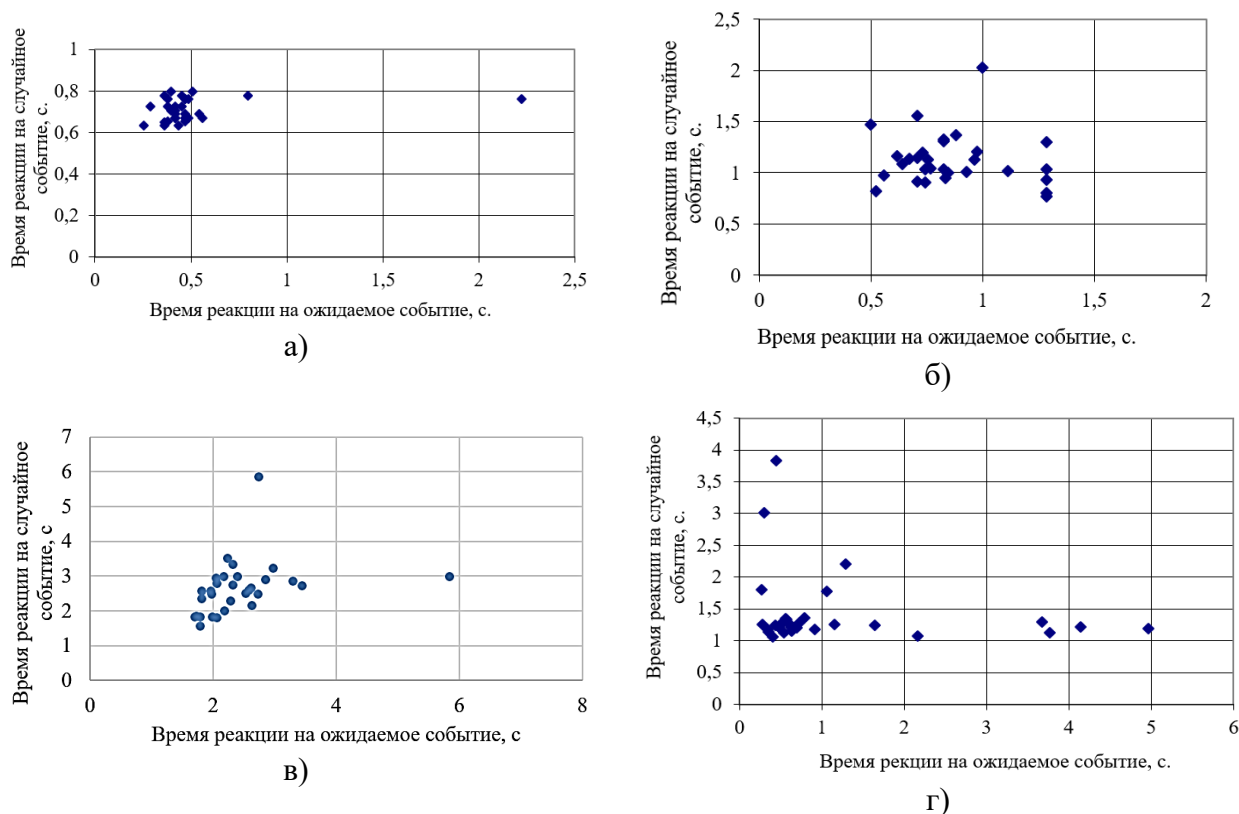 Время реакции на случайное
событие, с.
1
0,8
0,6
0,4
0,2
0
0 0,5 1 1,5 2 2,5
Время реакции на ожидаемое событие, с.
а)
Время реакции на случайное
событие, с.
2,5
2
1,5
1
0,5
0
0 0,5 1 1,5 2
Время реакции на ожидаемое событие, с.
б)
Время реакции на случайное
событие, с
7
6
5
4
3
2
1
0
0 2 4 6 8
Время реакции на ожидаемое событие, с
в)
Время реакции на случайное
событие, с.
4,5
4
3,5
3
2,5
2
1,5
1
0,5
0
0 1 2 3 4 5 6
Время рекции на ожидаемое событие, с.
г)